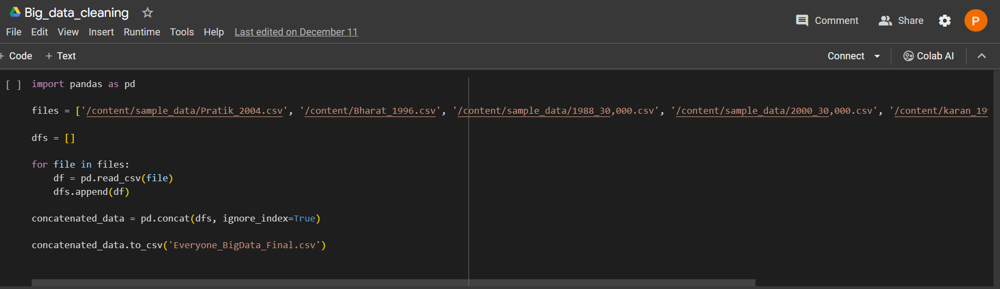 Big_data_cleaning
Comment Share P
File Edit View Insert Runtime Tools Help Last edited on December 11
+ Code + Text Connect Colab AI
[ ] import pandas as pd
files = ['/content/sample_data/Pratik_2004.csv', '/content/Bharat_1996.csv', '/content/sample_data/1988_30,000.csv', '/content/sample_data/2000_30,000.csv', '/content/karan_19
dfs = []
for file in files:
df = pd.read_csv(file)
dfs.append(df)
concatenated_data = pd.concat(dfs, ignore_index=True)
concatenated_data.to_csv('Everyone_BigData_Final.csv')